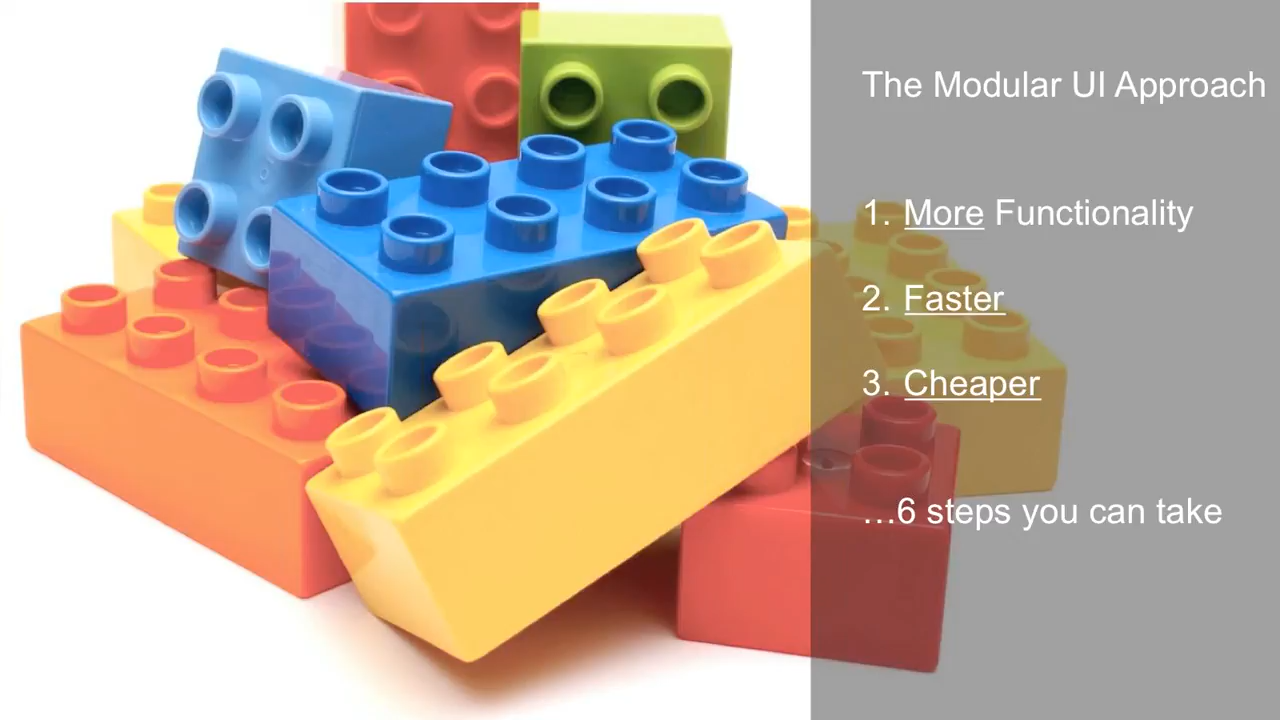 The Modular UI Approach
1. More Functionality
2. Faster
3. Cheaper
…6 steps you can take